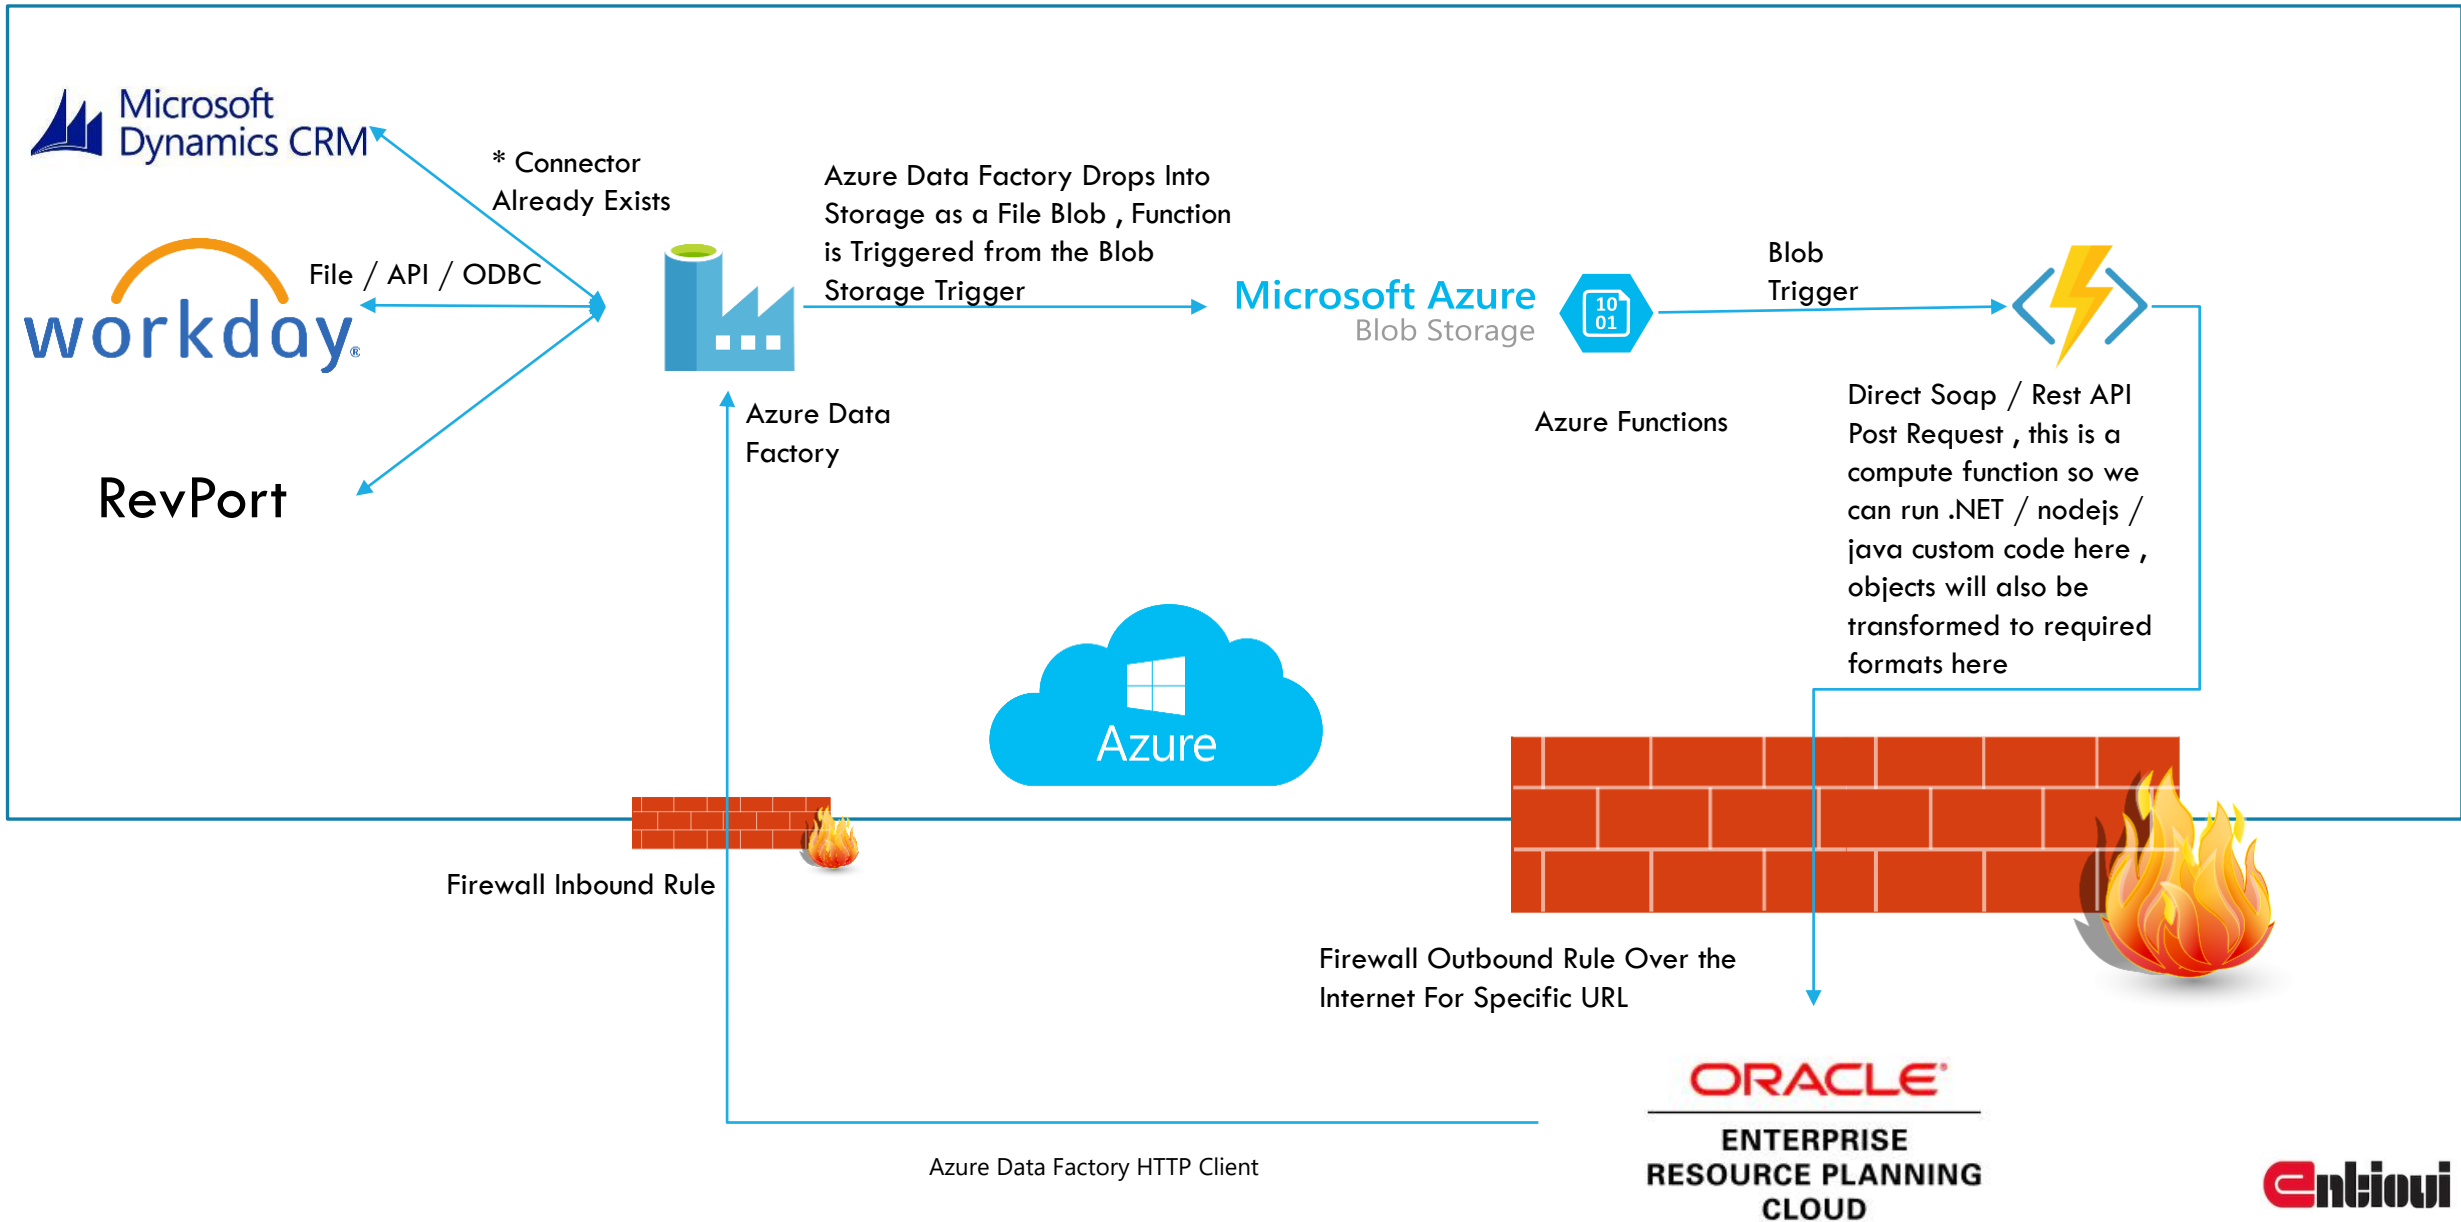 Microsoft
Dynamics CRM
* Connector
Already Exists
Azure Data Factory Drops Into
Storage as a File Blob , Function
is Triggered from the Blob
Storage Trigger
File / API / ODBC
workday®
Microsoft Azure
Blob Storage
10
01
Blob
Trigger
RevPort
Azure Data
Factory
Azure Functions
Direct Soap / Rest API
Post Request , this is a
compute function so we
can run .NET / nodejs /
java custom code here ,
objects will also be
transformed to required
formats here
Azure
Firewall Inbound Rule
Firewall Outbound Rule Over the
Internet For Specific URL
Azure Data Factory HTTP Client
ORACLE®
ENTERPRISE
RESOURCE PLANNING
CLOUD
Enbioui